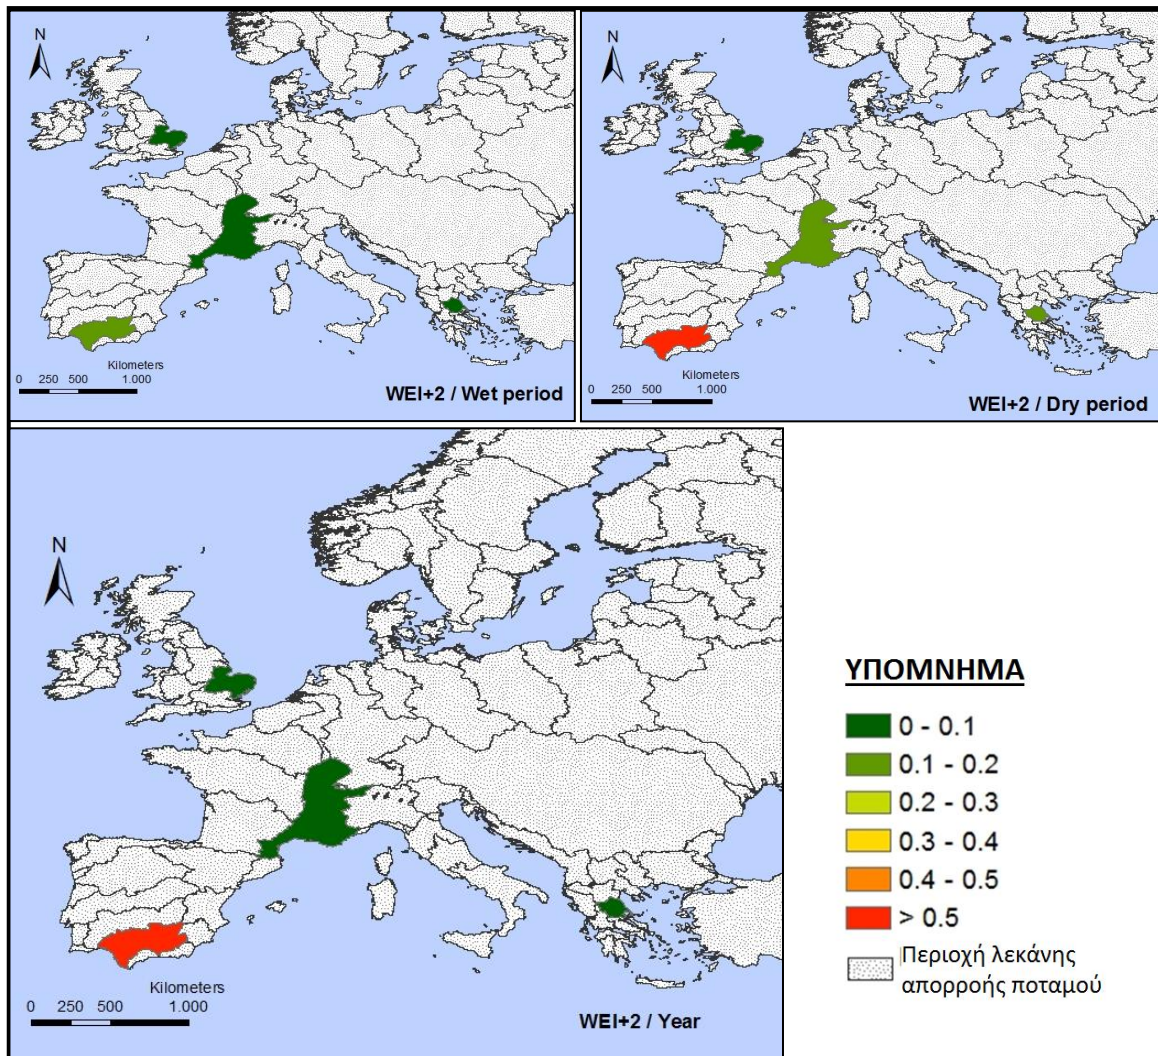 N
Kilometers
0 250 500 1.000
WEI+2 / Wet period
N
Kilometers
0 250 500 1.000
WEI+2 / Dry period
N
Kilometers
0 250 500 1.000
WEI+2 / Year
ΥΠΟΜΝΗΜΑ
0 - 0.1
0.1 - 0.2
0.2 - 0.3
0.3 - 0.4
0.4 - 0.5
> 0.5
Περιοχή λεκάνης
απορροής ποταμού